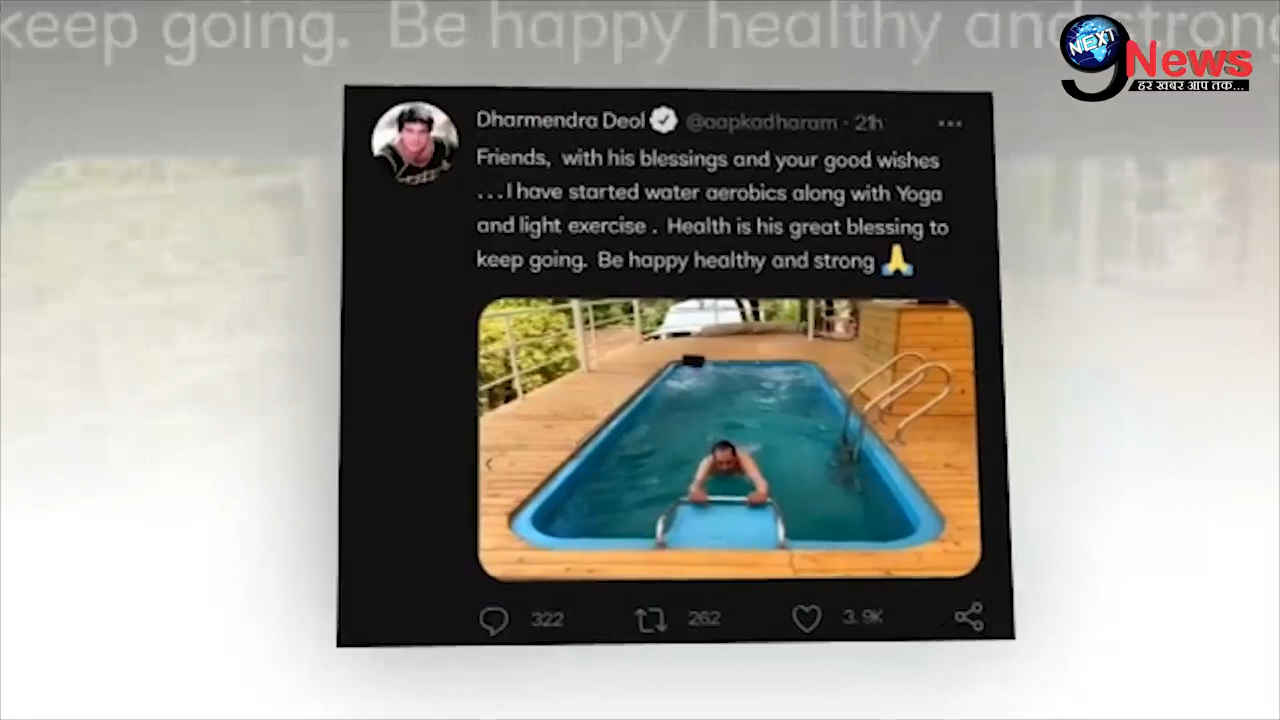 keep going. Be happy healthy and strong
NEXT
9 News
हर खबर आप तक...
Dharmendra Deol @aapkadharam · 21h
Friends, with his blessings and your good wishes
...I have started water aerobics along with Yoga
and light exercise . Health is his great blessing to
keep going. Be happy healthy and strong 🙏
322 262 3.9K